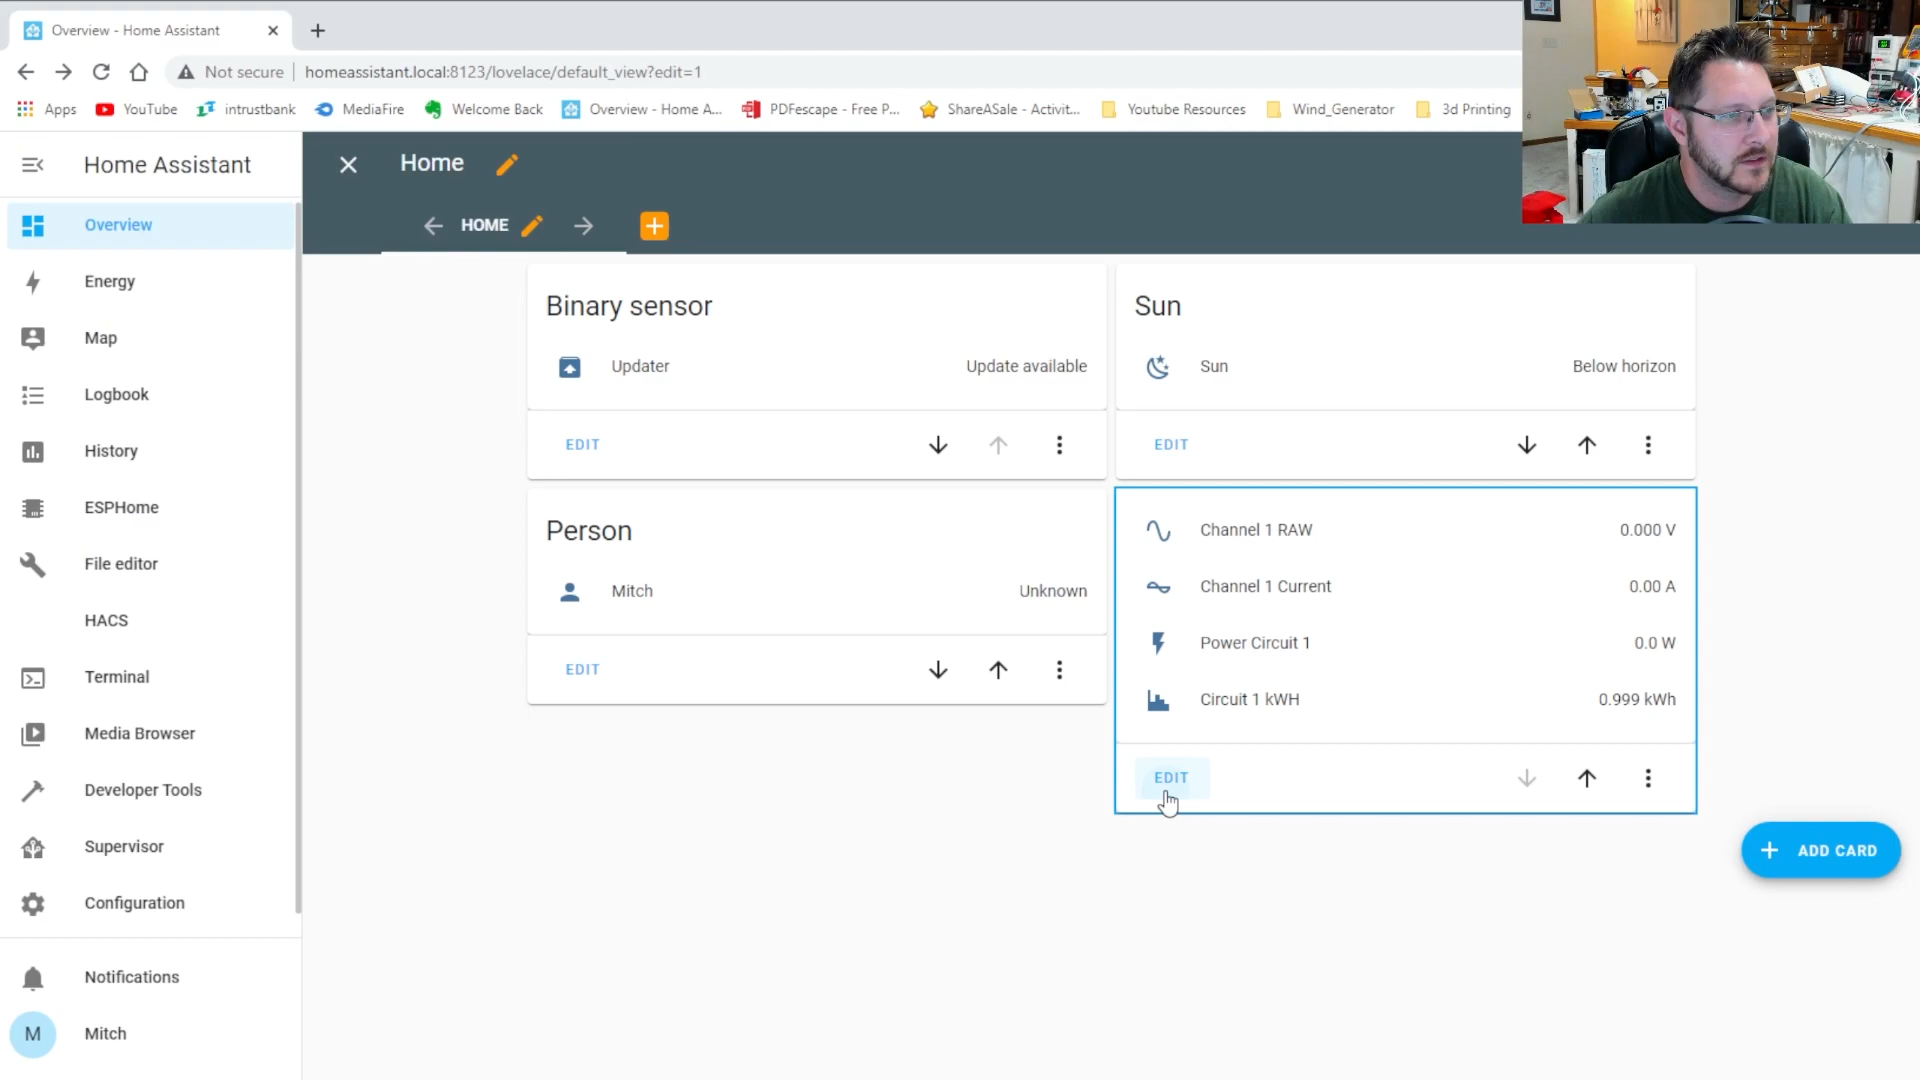 Overview - Home Assistant
Not secure
homeassistant.local:8123/lovelace/default_view?edit=1
Apps
YouTube
intrustbank
MediaFire
Welcome Back
Overview - Home A...
PDFescape - Free P...
ShareASale - Activit...
Youtube Resources
Wind_Generator
3d Printing
Home Assistant
Overview
Energy
Map
Logbook
History
ESPHome
File editor
HACS
Terminal
Media Browser
Developer Tools
Supervisor
Configuration
Notifications
M
Mitch
Home
HOME
Binary sensor
Updater Update available
EDIT
Person
Mitch Unknown
EDIT
Sun
Sun Below horizon
EDIT
Channel 1 RAW 0.000 V
Channel 1 Current 0.00 A
Power Circuit 1 0.0 W
Circuit 1 kWH 0.999 kWh
EDIT
ADD CARD